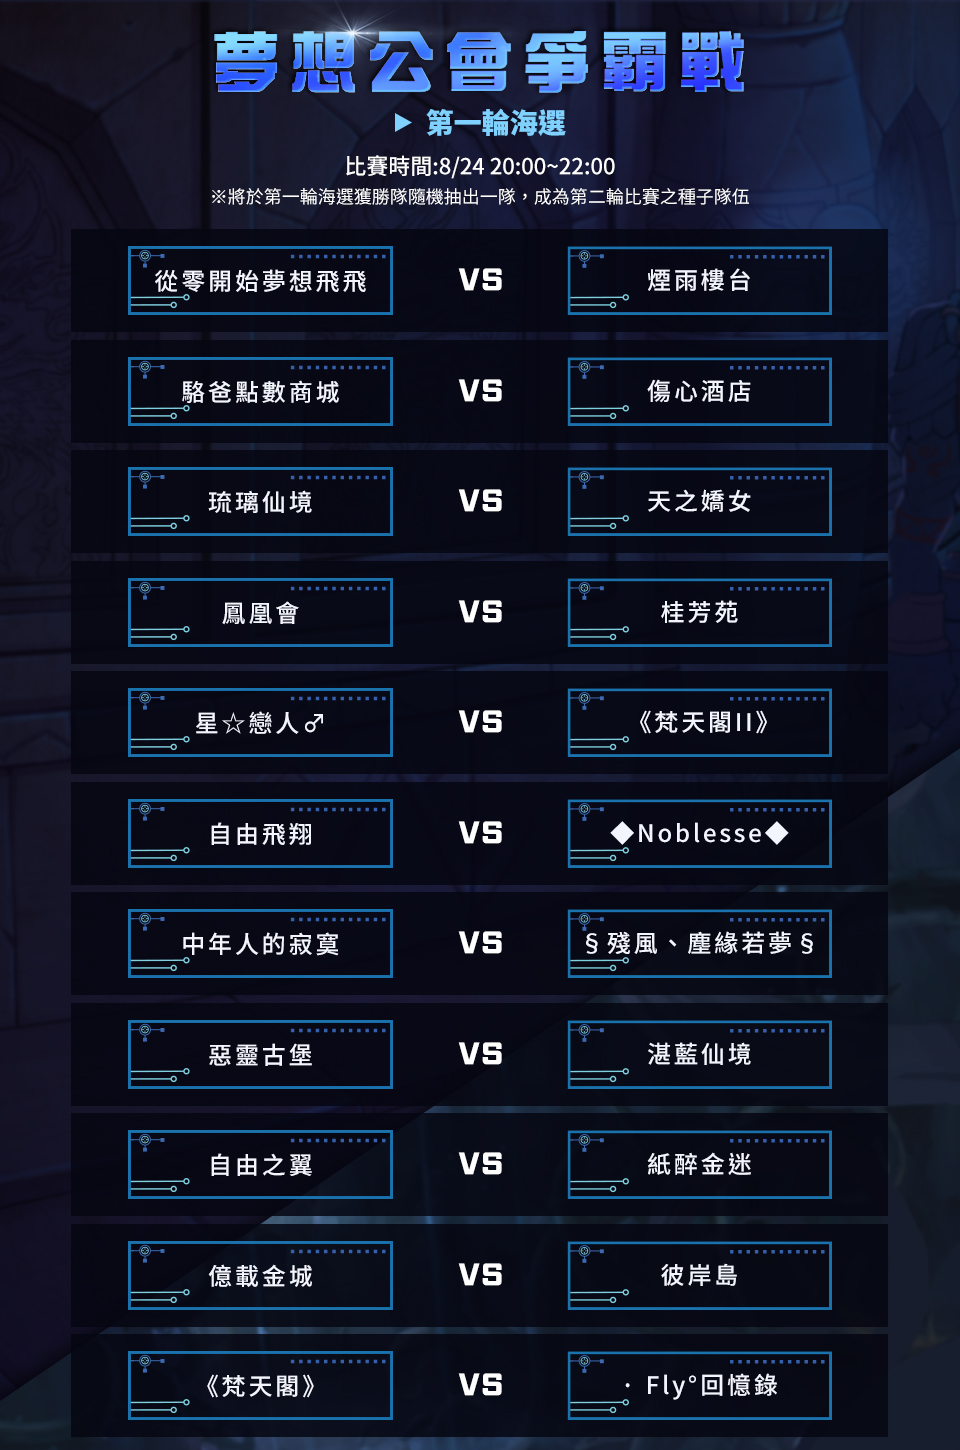 夢想公會爭霸戰
▶ 第一輪海選
比賽時間:8/24 20:00~22:00
※將於第一輪海選獲勝隊隨機抽出一隊,成為第二輪比賽之種子隊伍
從零開始夢想飛飛 VS 煙雨樓台
駱爸點數商城 VS 傷心酒店
琉璃仙境 VS 天之嬌女
鳳凰會 VS 桂芳苑
星☆戀人♂ VS 《梵天閣II》
自由飛翔 VS ◆Noblesse◆
中年人的寂寞 VS §殘風、塵緣若夢§
惡靈古堡 VS 湛藍仙境
自由之翼 VS 紙醉金迷
億載金城 VS 彼岸島
《梵天閣》 VS ‧Fly°回憶錄